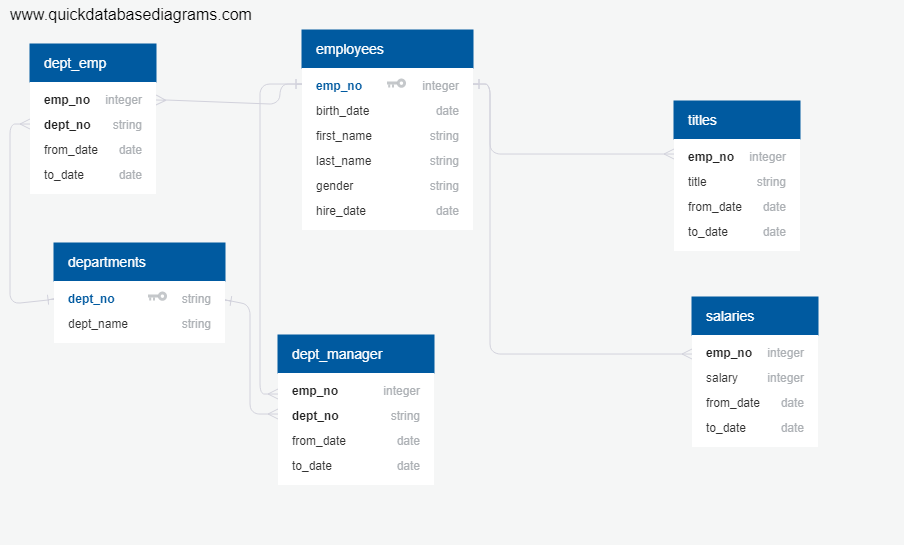 www.quickdatabasediagrams.com
dept_emp
emp_no integer
dept_no string
from_date date
to_date date
employees
emp_no integer
birth_date date
first_name string
last_name string
gender string
hire_date date
titles
emp_no integer
title string
from_date date
to_date date
departments
dept_no string
dept_name string
dept_manager
emp_no integer
dept_no string
from_date date
to_date date
salaries
emp_no integer
salary integer
from_date date
to_date date